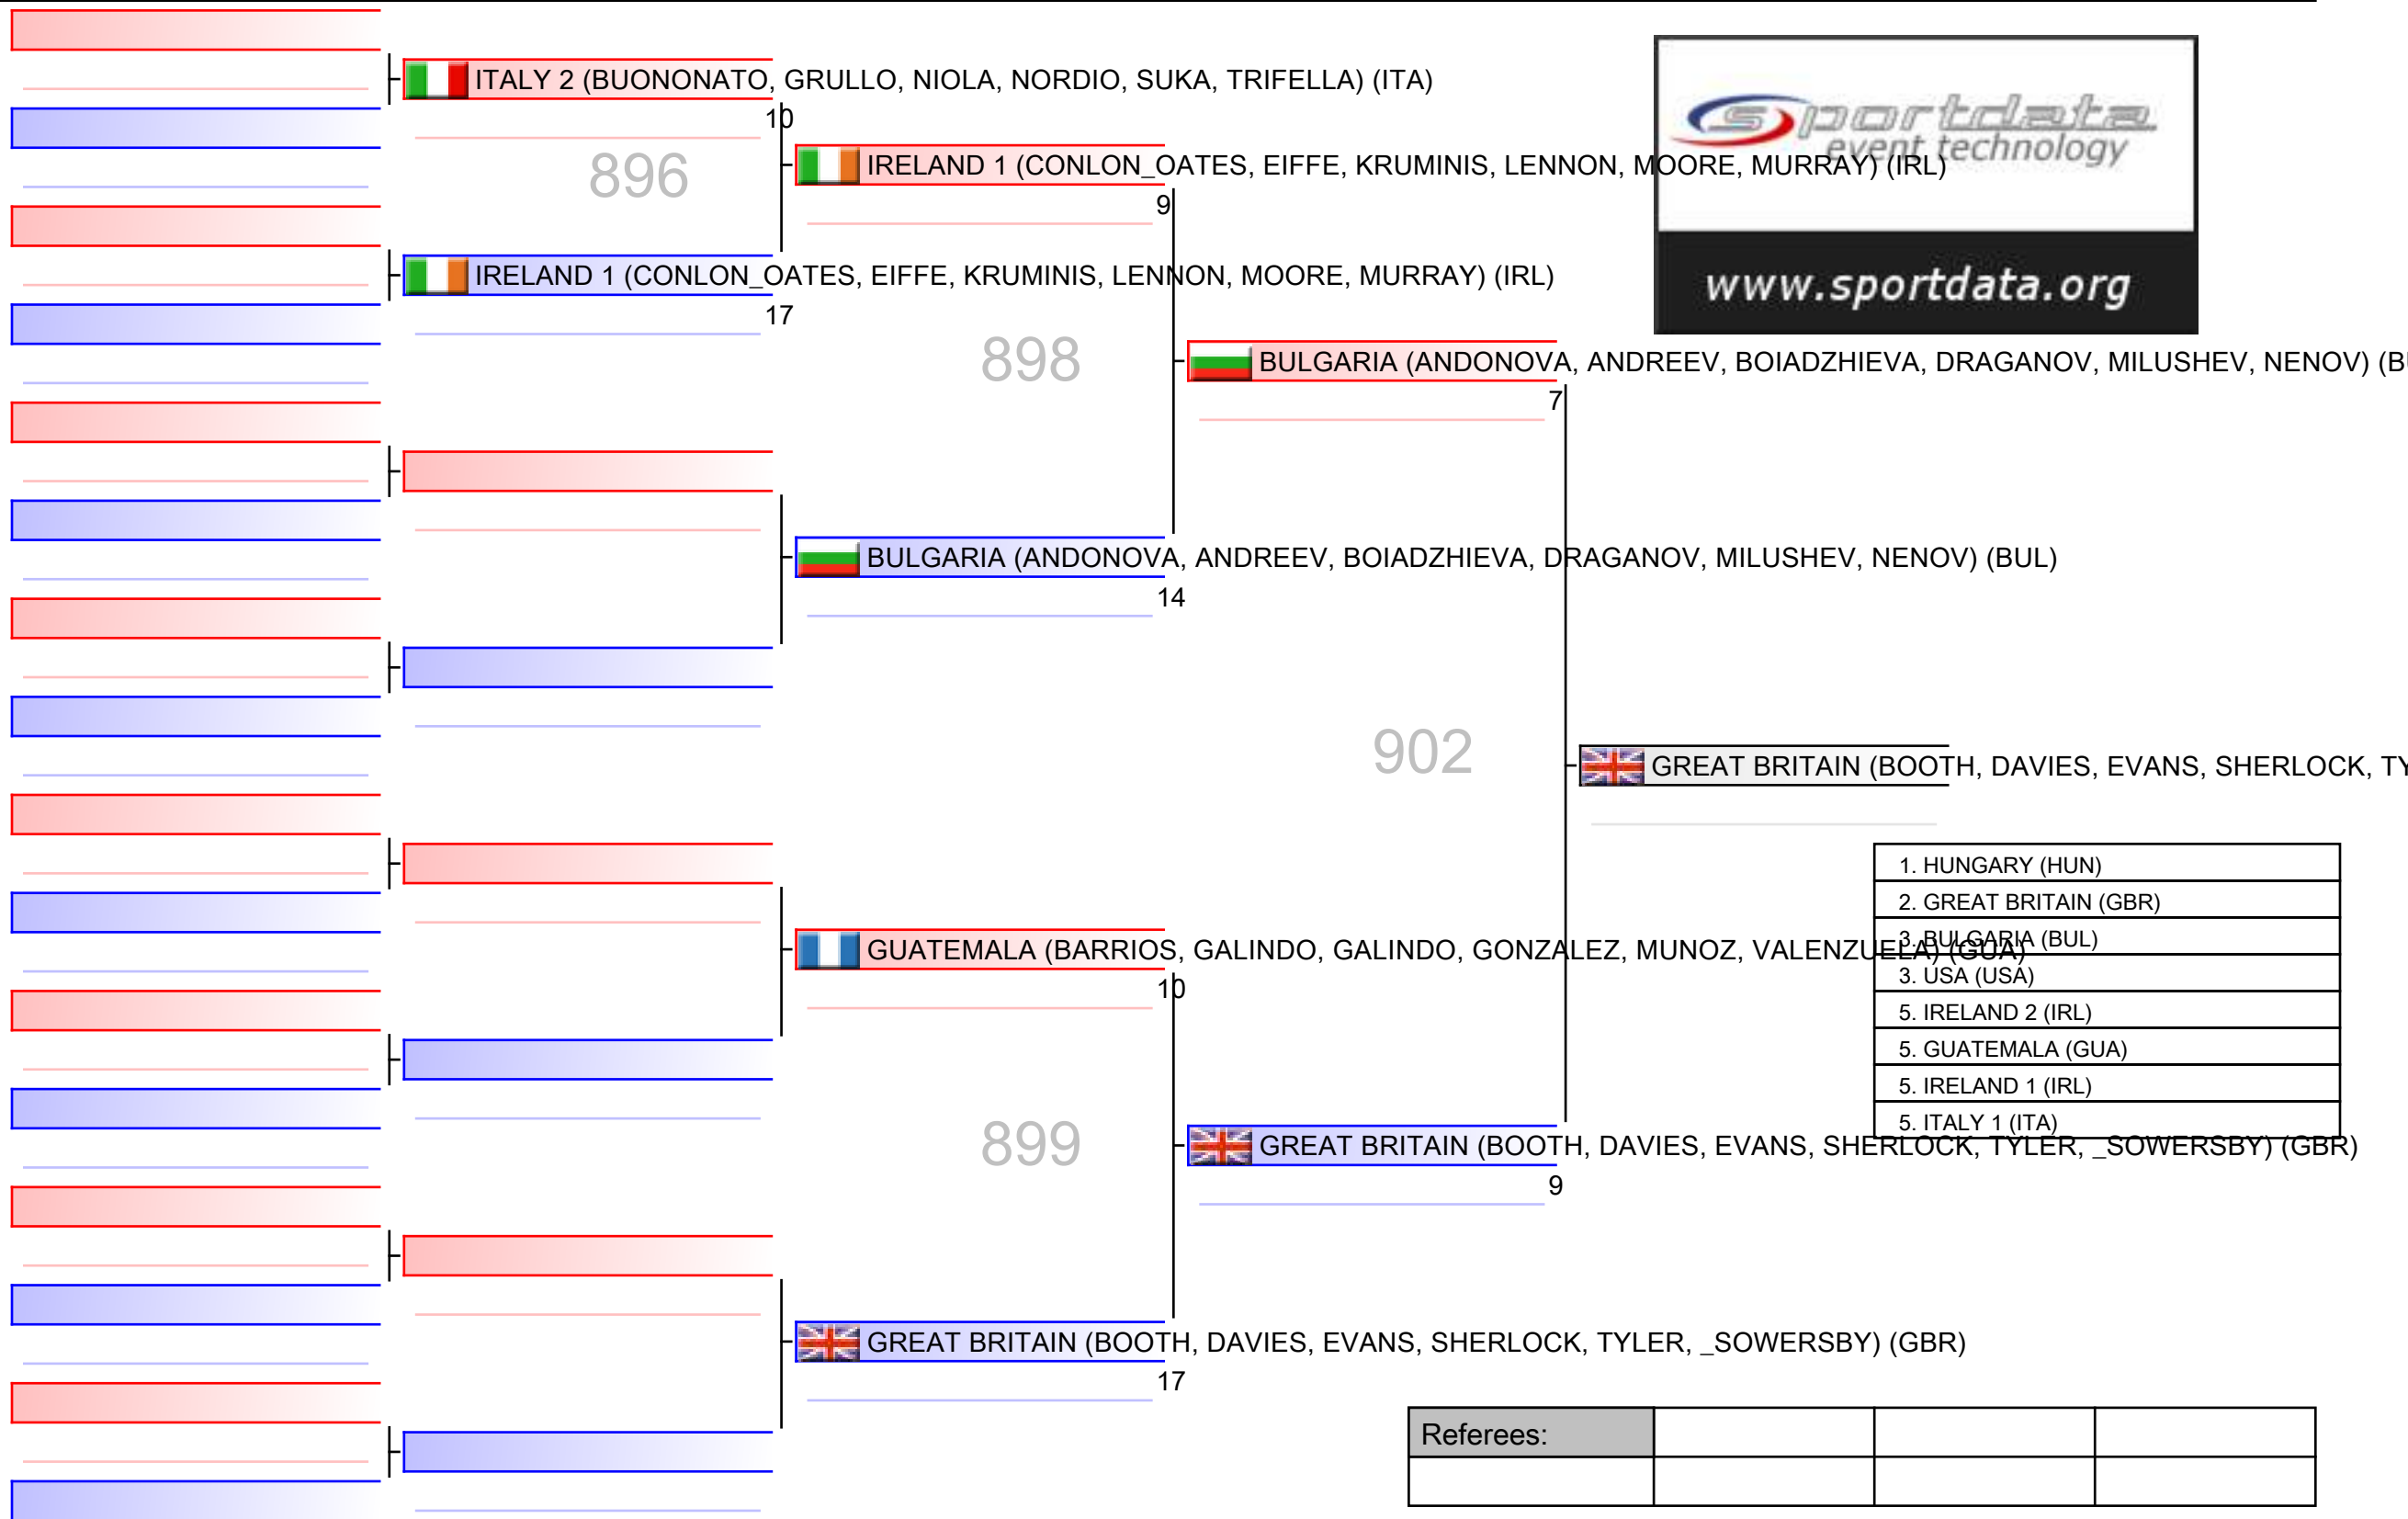 ITALY 2 (BUONONATO, GRULLO, NIOLA, NORDIO, SUKA, TRIFELLA) (ITA)
10
896
IRELAND 1 (CONLON_OATES, EIFFE, KRUMINIS, LENNON, MOORE, MURRAY) (IRL)
17
IRELAND 1 (CONLON_OATES, EIFFE, KRUMINIS, LENNON, MOORE, MURRAY) (IRL)
9
898
BULGARIA (ANDONOVA, ANDREEV, BOIADZHIEVA, DRAGANOV, MILUSHEV, NENOV) (BUL)
14
BULGARIA (ANDONOVA, ANDREEV, BOIADZHIEVA, DRAGANOV, MILUSHEV, NENOV) (B
7
902
GUATEMALA (BARRIOS, GALINDO, GALINDO, GONZALEZ, MUNOZ, VALENZUELA) (GUA)
10
899
GREAT BRITAIN (BOOTH, DAVIES, EVANS, SHERLOCK, TYLER, _SOWERSBY) (GBR)
17
GREAT BRITAIN (BOOTH, DAVIES, EVANS, SHERLOCK, TYLER, _SOWERSBY) (GBR)
9
GREAT BRITAIN (BOOTH, DAVIES, EVANS, SHERLOCK, TY
sportdata
event technology
www.sportdata.org
1. HUNGARY (HUN)
2. GREAT BRITAIN (GBR)
3. BULGARIA (BUL)
3. USA (USA)
5. IRELAND 2 (IRL)
5. GUATEMALA (GUA)
5. IRELAND 1 (IRL)
5. ITALY 1 (ITA)
Referees: